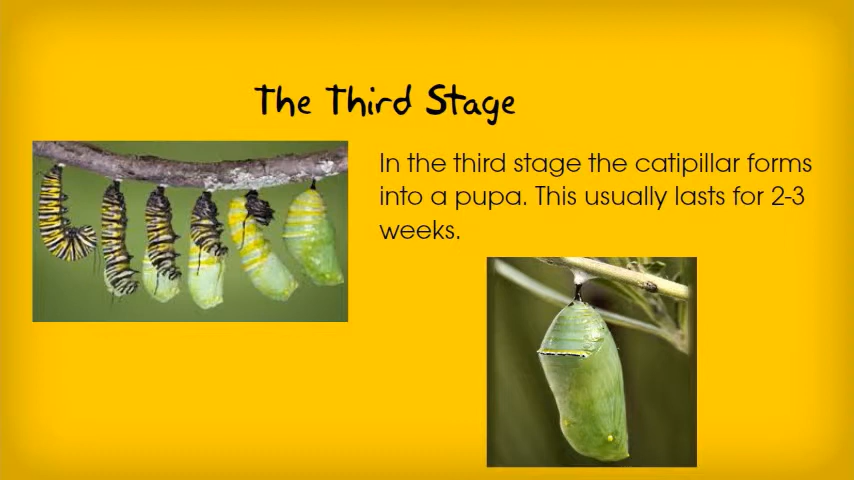 The Third Stage
In the third stage the catipillar forms
into a pupa. This usually lasts for 2-3
weeks.